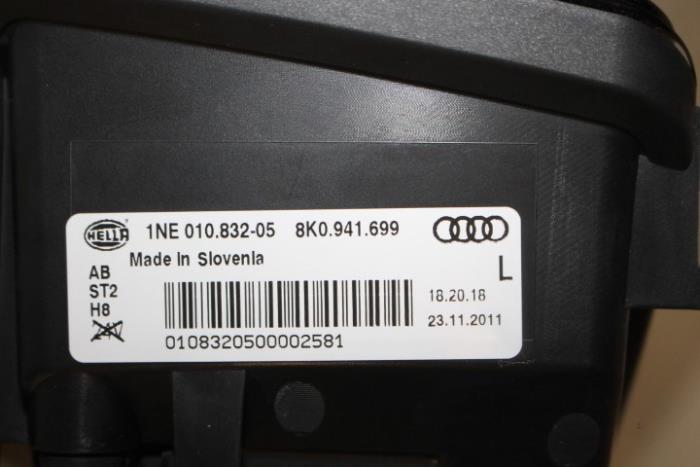 HELLA 1NE 010.832-05 8K0.941.699
Made in Slovenia
L
AB
ST2
H8
18.20.18
23.11.2011
0108320500002581